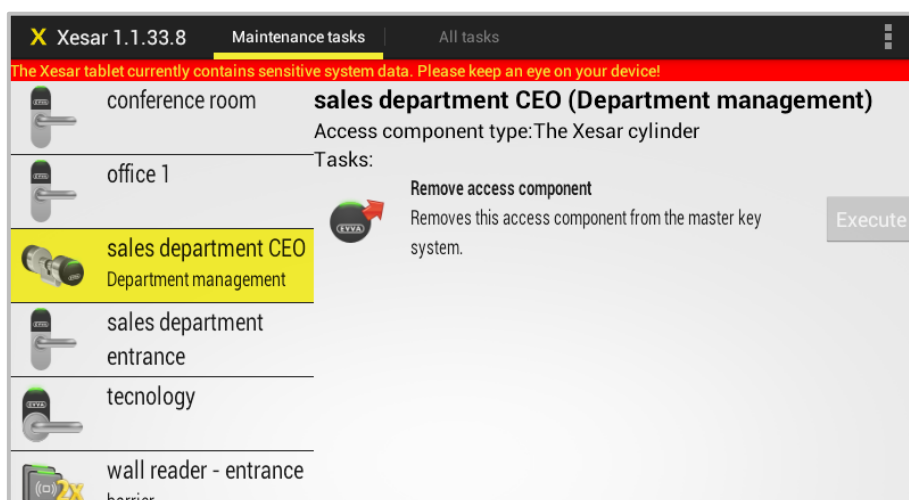 X Xesar 1.1.33.8 Maintenance tasks All tasks
The Xesar tablet currently contains sensitive system data. Please keep an eye on your device!
conference room
office 1
sales department CEO
Department management
sales department
entrance
tecnology
wall reader - entrance
barrier
2X
sales department CEO (Department management)
Access component type:The Xesar cylinder
Tasks:
EVVA
Remove access component
Removes this access component from the master key
system.
Execute